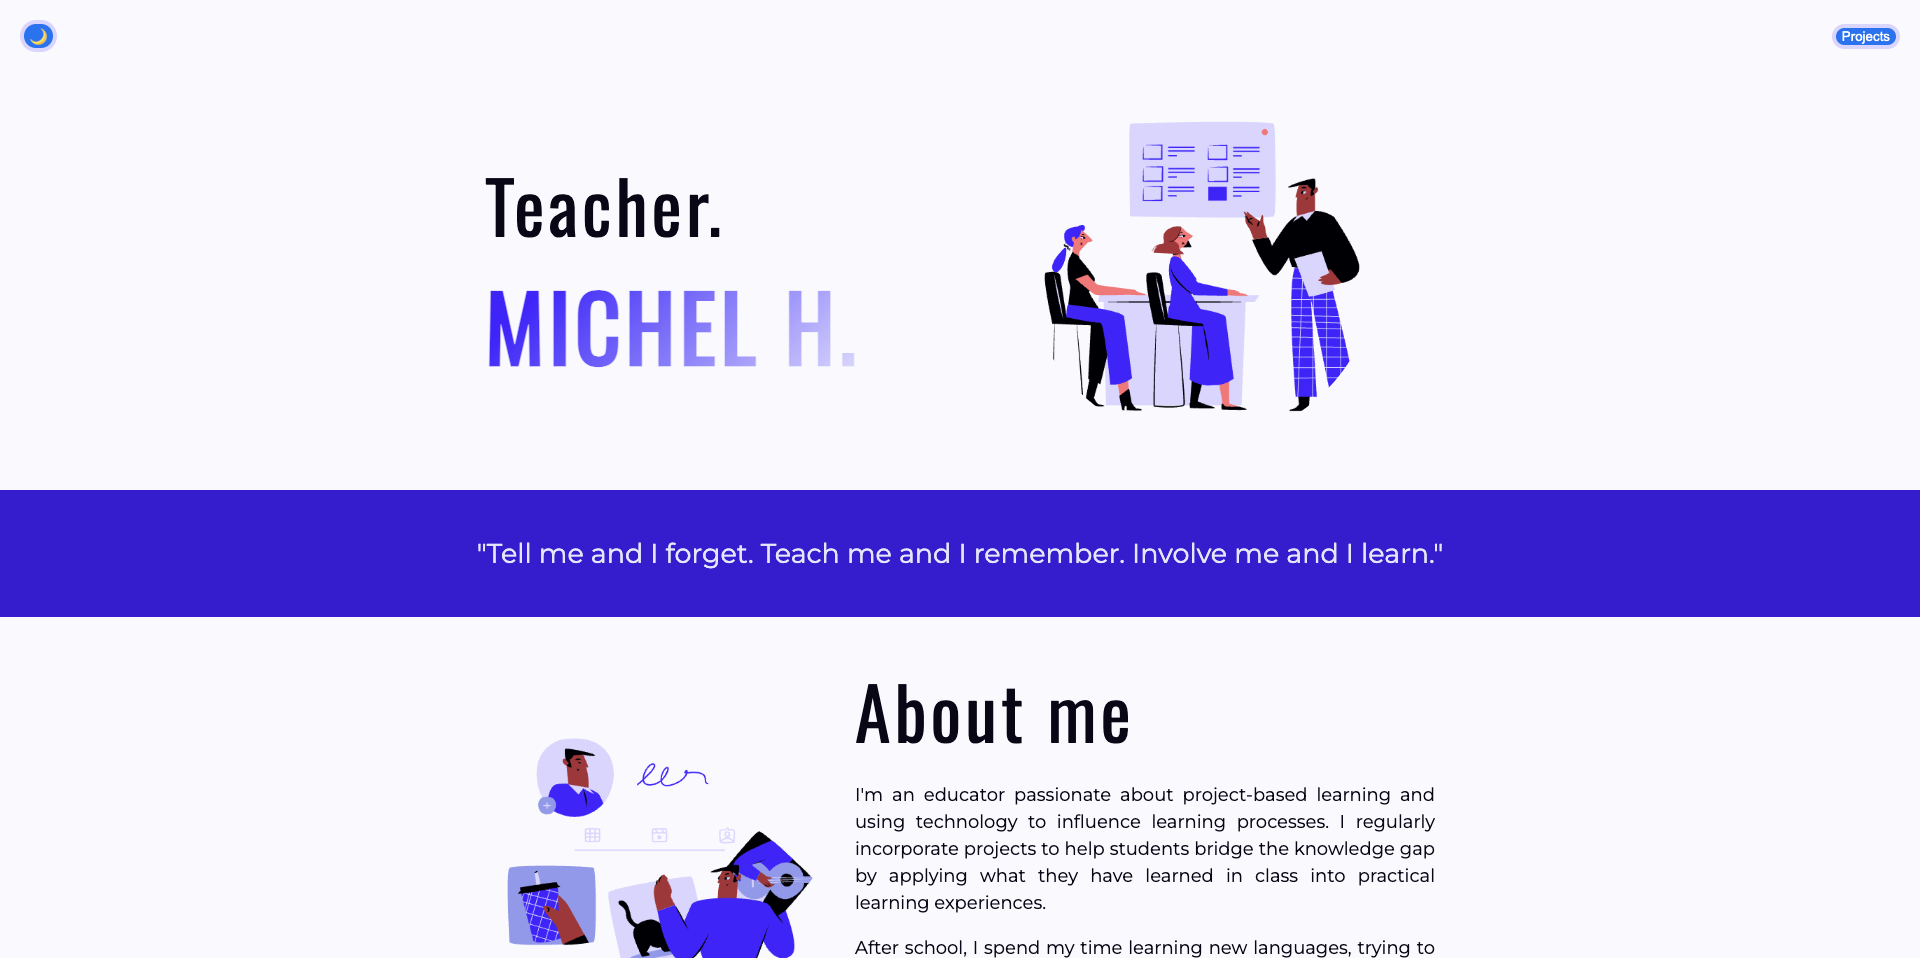 Projects
Teacher.
MICHEL H.
"Tell me and I forget. Teach me and I remember. Involve me and I learn."
About me
I'm an educator passionate about project-based learning and
using technology to influence learning processes. I regularly
incorporate projects to help students bridge the knowledge gap
by applying what they have learned in class into practical
learning experiences.
After school, I spend my time learning new languages, trying to